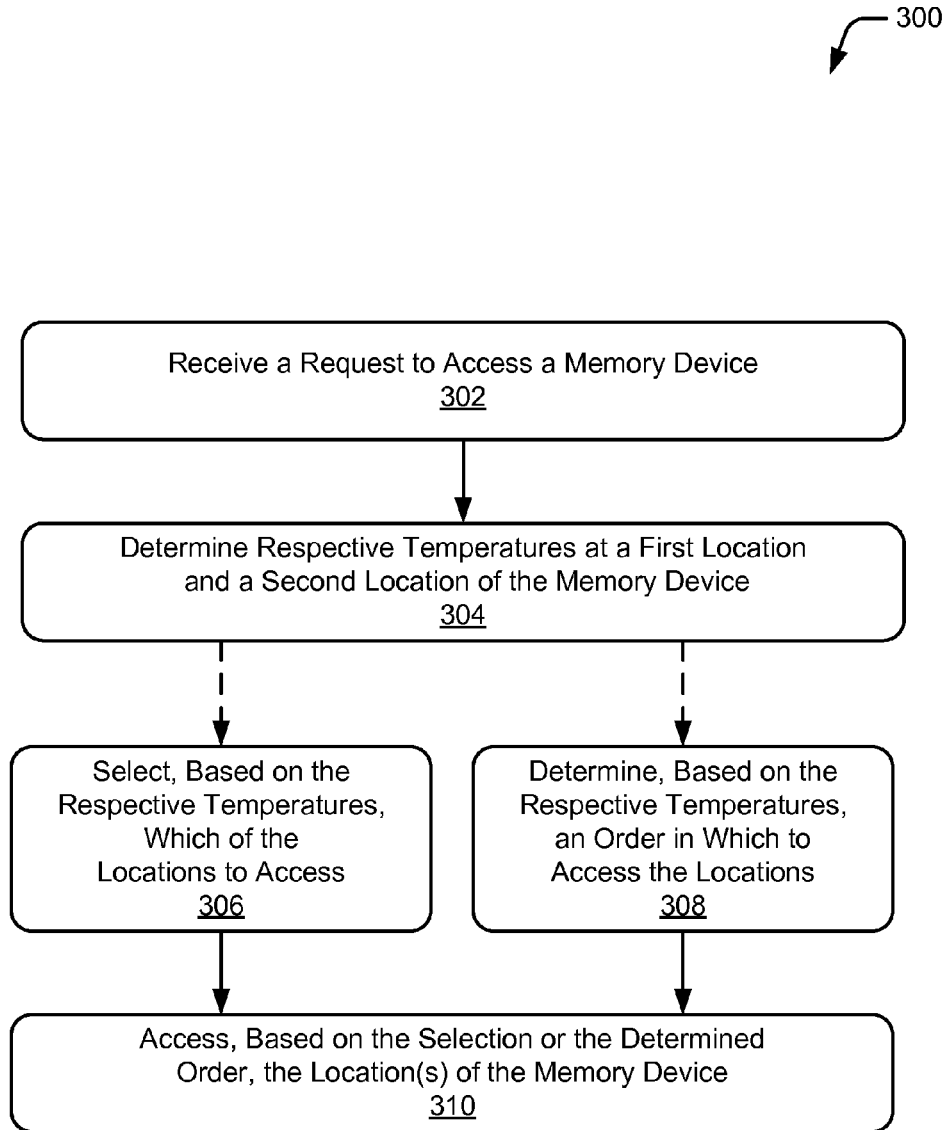 300
Receive a Request to Access a Memory Device
302
Determine Respective Temperatures at a First Location
and a Second Location of the Memory Device
304
Select, Based on the
Respective Temperatures,
Which of the
Locations to Access
306
Determine, Based on the
Respective Temperatures,
an Order in Which to
Access the Locations
308
Access, Based on the Selection or the Determined
Order, the Location(s) of the Memory Device
310